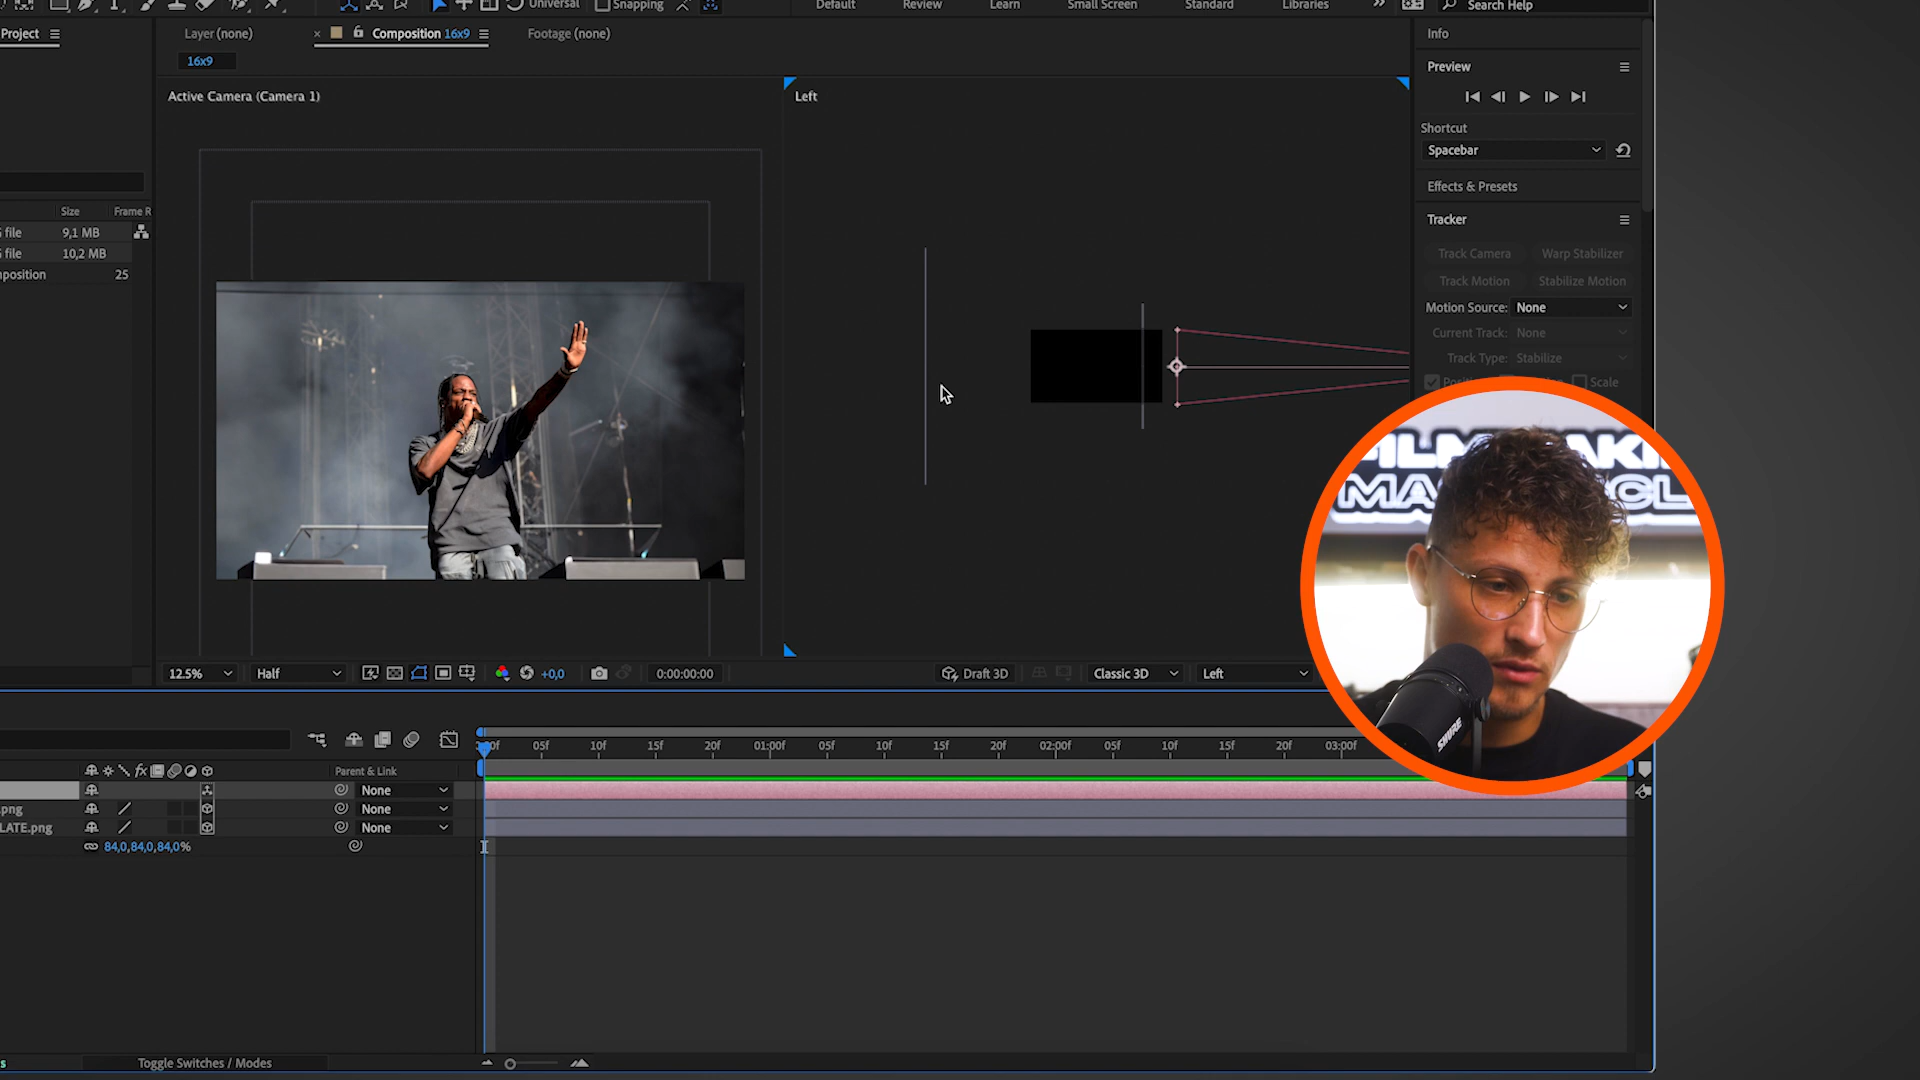 Universal
Snapping
Default
Review
Learn
Small Screen
Standard
Libraries
Search Help
Project
Layer (none)
Composition 16x9
Footage (none)
Info
16x9
Preview
Active Camera (Camera 1)
Left
Shortcut
Spacebar
Effects & Presets
Size
Frame R
Tracker
file
9,1 MB
file
10,2 MB
Track Camera
Warp Stabilizer
position
25
Track Motion
Stabilize Motion
Motion Source: None
Current Track: None
Track Type: Stabilize
Scale
SHURE
12.5%
Half
+0,0
0:00:00:00
Draft 3D
Classic 3D
Left
05f
10f
15f
20f
01:00f
05f
10f
15f
20f
02:00f
05f
10f
15f
20f
03:00f
fx
Parent & Link
None
.png
None
LATE.png
None
84,0,84,0,84,0%
Toggle Switches / Modes